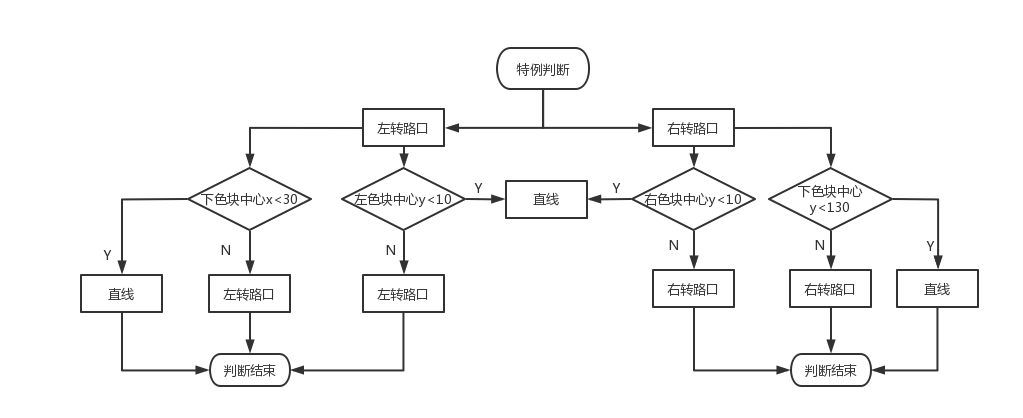 特例判断
左转路口
右转路口
下色块中心x<30
左色块中心y<10
Y
直线
Y
右色块中心y<10
下色块中心
y<130
Y
N
N
N
N
Y
直线
左转路口
左转路口
右转路口
右转路口
直线
判断结束
判断结束